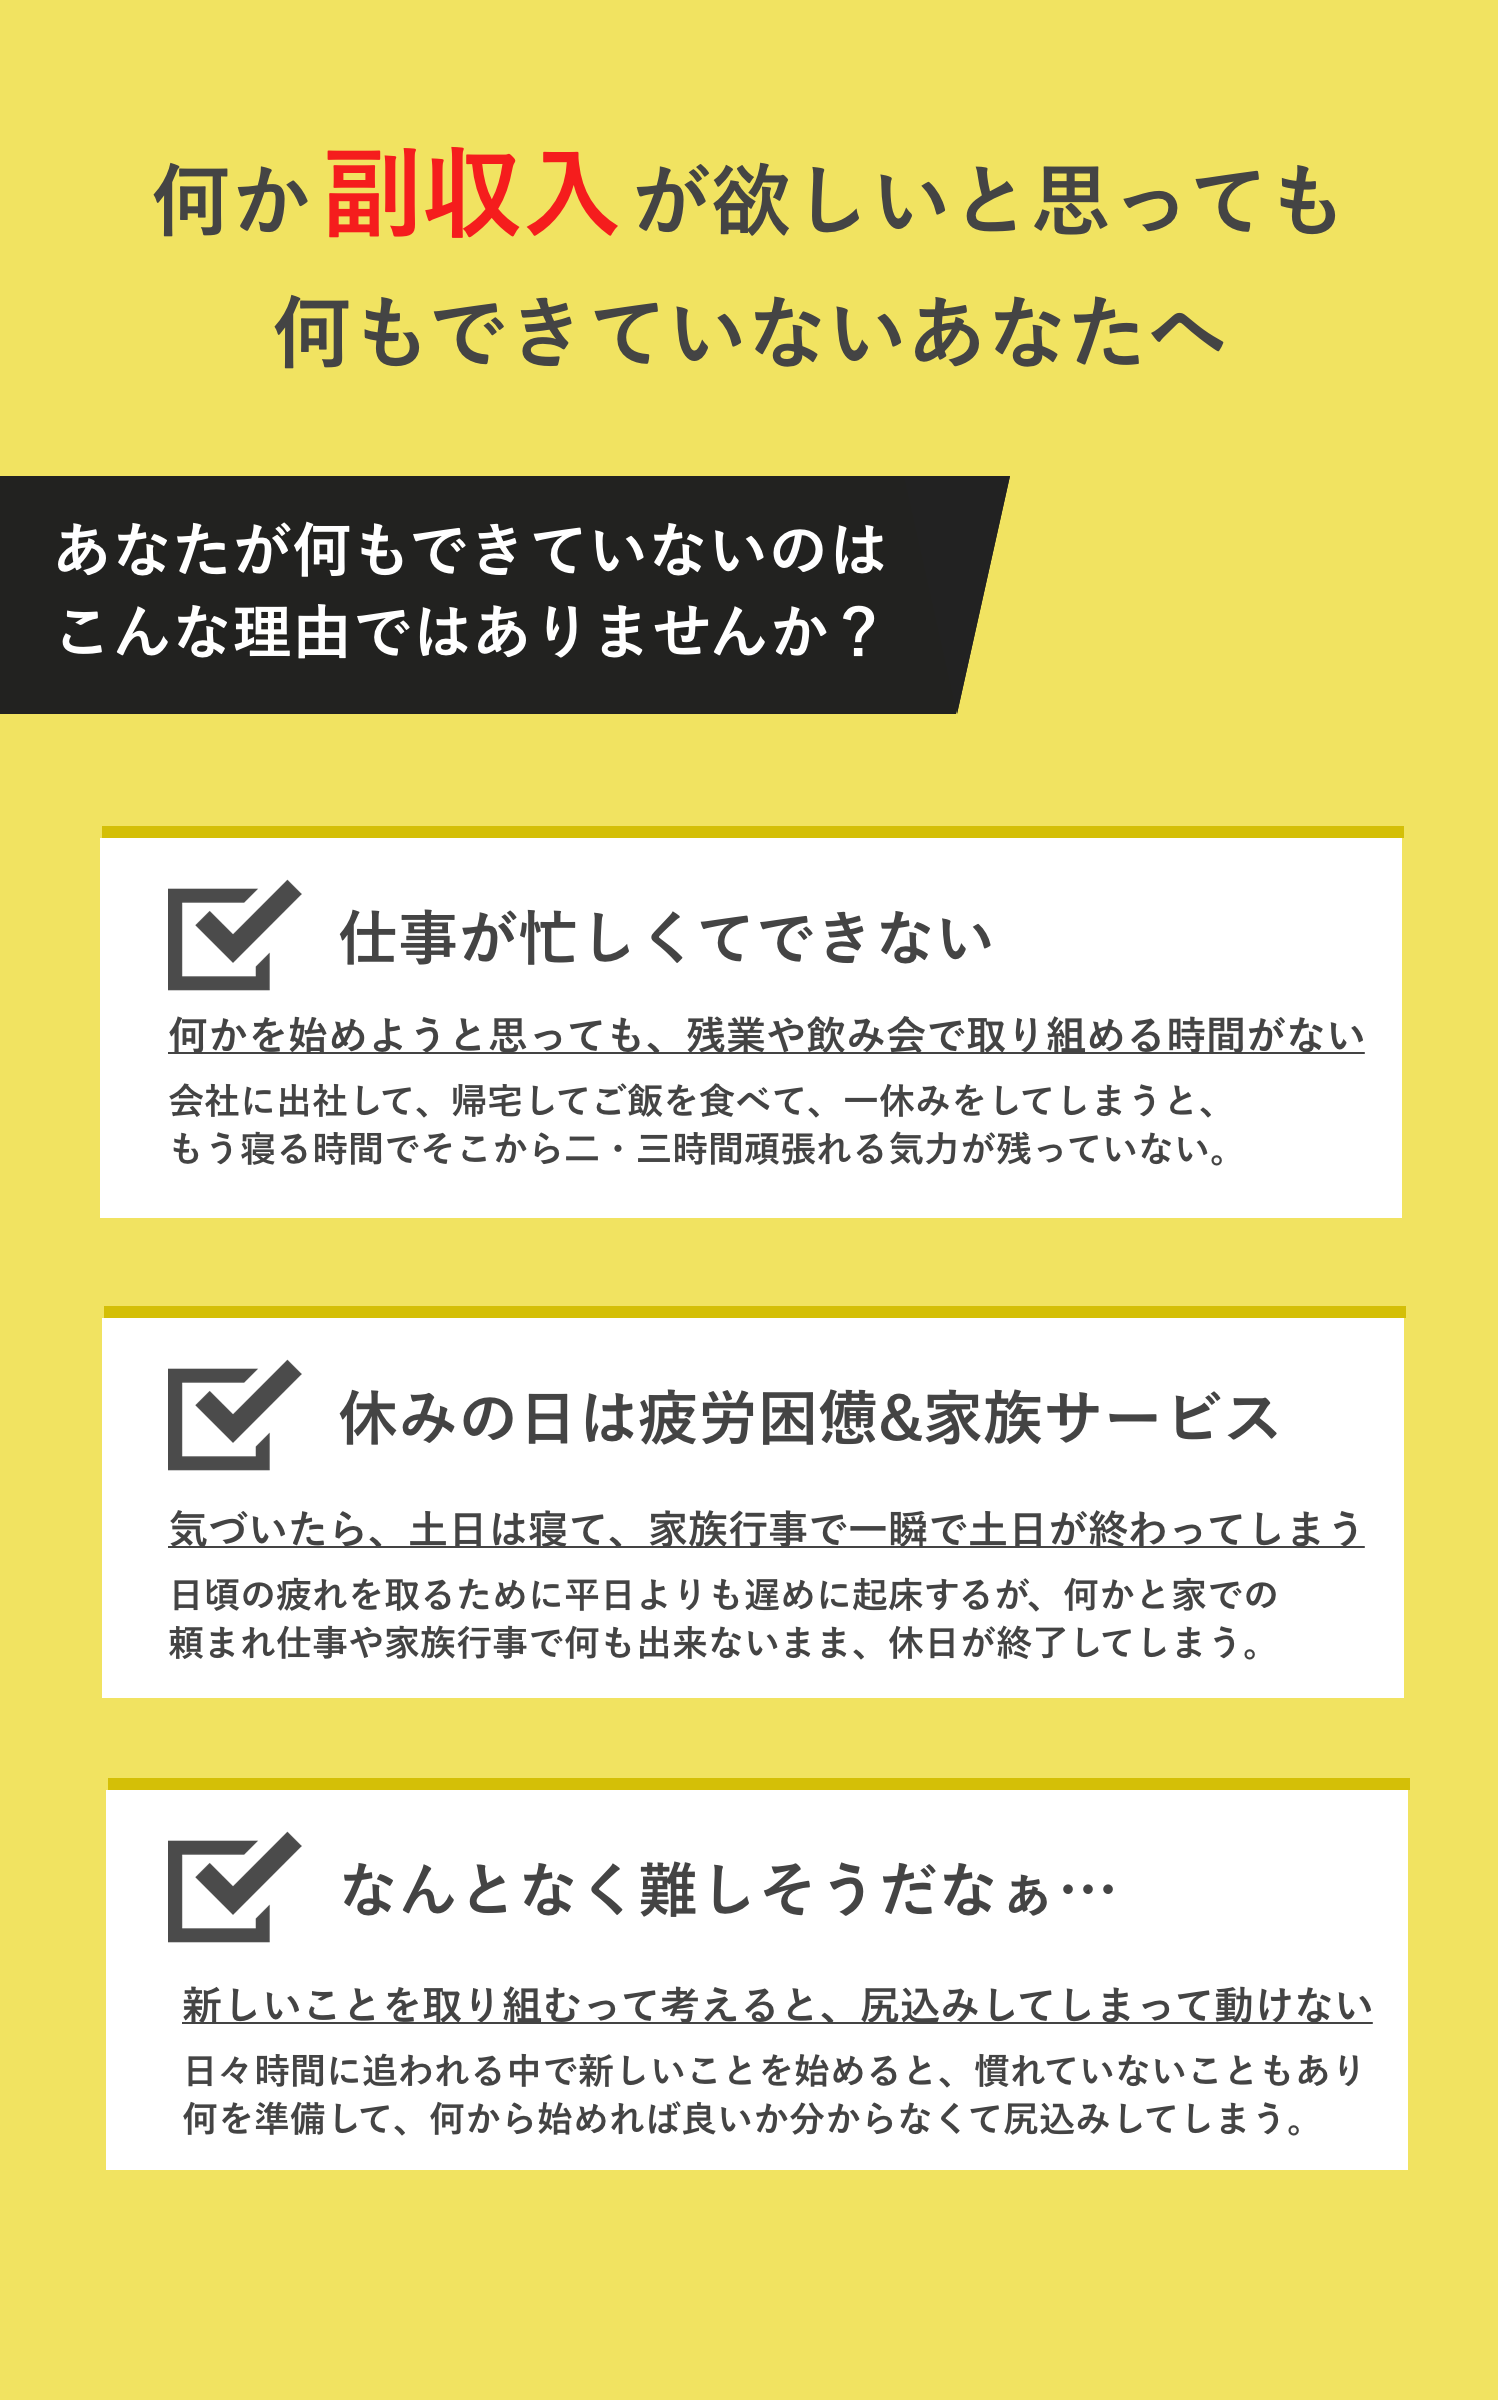 何か副収入が欲しいと思っても
何もできていないあなたへ
あなたが何もできていないのは
こんな理由ではありませんか？
仕事が忙しくてできない
何かを始めようと思っても、残業や飲み会で取り組める時間がない
会社に出社して、帰宅してご飯を食べて、一休みをしてしまうと、
もう寝る時間でそこから二・三時間頑張れる気力が残っていない。
休みの日は疲労困憊&家族サービス
気づいたら、土日は寝て、家族行事で一瞬で土日が終わってしまう
日頃の疲れを取るために平日よりも遅めに起床するが、何かと家での
頼まれ仕事や家族行事で何も出来ないまま、休日が終了してしまう。
なんとなく難しそうだなぁ…
新しいことを取り組むって考えると、尻込みしてしまって動けない
日々時間に追われる中で新しいことを始めると、慣れていないこともあり
何を準備して、何から始めれば良いか分からなくて尻込みしてしまう。